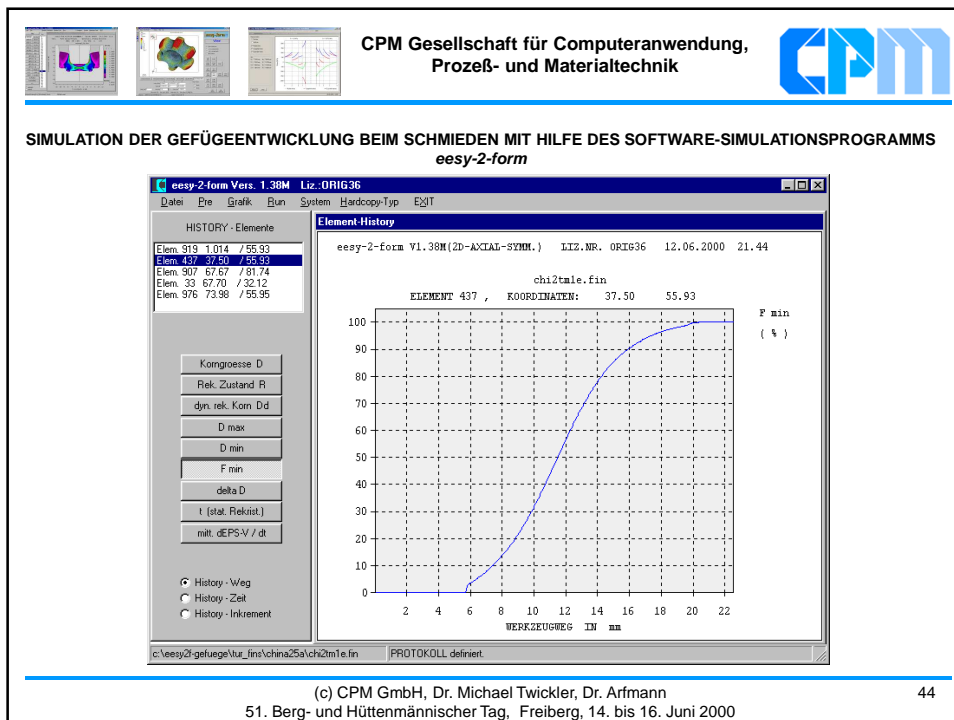 CPM Gesellschaft für Computeranwendung,
Prozeß- und Materialtechnik
CPM
SIMULATION DER GEFÜGEENTWICKLUNG BEIM SCHMIEDEN MIT HILFE DES SOFTWARE-SIMULATIONSPROGRAMMS
eesy-2-form
eesy-2-form Vers. 1.38M Liz.:ORIG36
Datei Pre Grafik Run System Hardcopy-Typ EXIT
HISTORY - Elemente
Elem. 919 1.014 / 55.93
Elem. 437 37.50 / 55.93
Elem. 907 67.67 / 81.74
Elem. 33 67.70 / 32.12
Elem. 976 73.98 / 55.95
Korngroesse D
Rek. Zustand R
dyn. rek. Korn Dd
D max
D min
F min
delta D
t (stat. Rekrist.)
mitt. dEPS-V / dt
History - Weg
History - Zeit
History - Inkrement
Element-History
eesy-2-form V1.38M(2D-AXIAL-SYMM.) LIZ.NR. ORIG36 12.06.2000 21.44
chi2tm1e.fin
ELEMENT 437 , KOORDINATEN: 37.50 55.93
F min
( % )
100
90
80
70
60
50
40
30
20
10
0
2 4 6 8 10 12 14 16 18 20 22
WERKZEUGWEG IN mm
c:\eesy2f-gefuege\tur_fins\china25a\chi2tm1e.fin PROTOKOLL definiert.
(c) CPM GmbH, Dr. Michael Twickler, Dr. Arfmann
51. Berg- und Hüttenmännischer Tag, Freiberg, 14. bis 16. Juni 2000
44